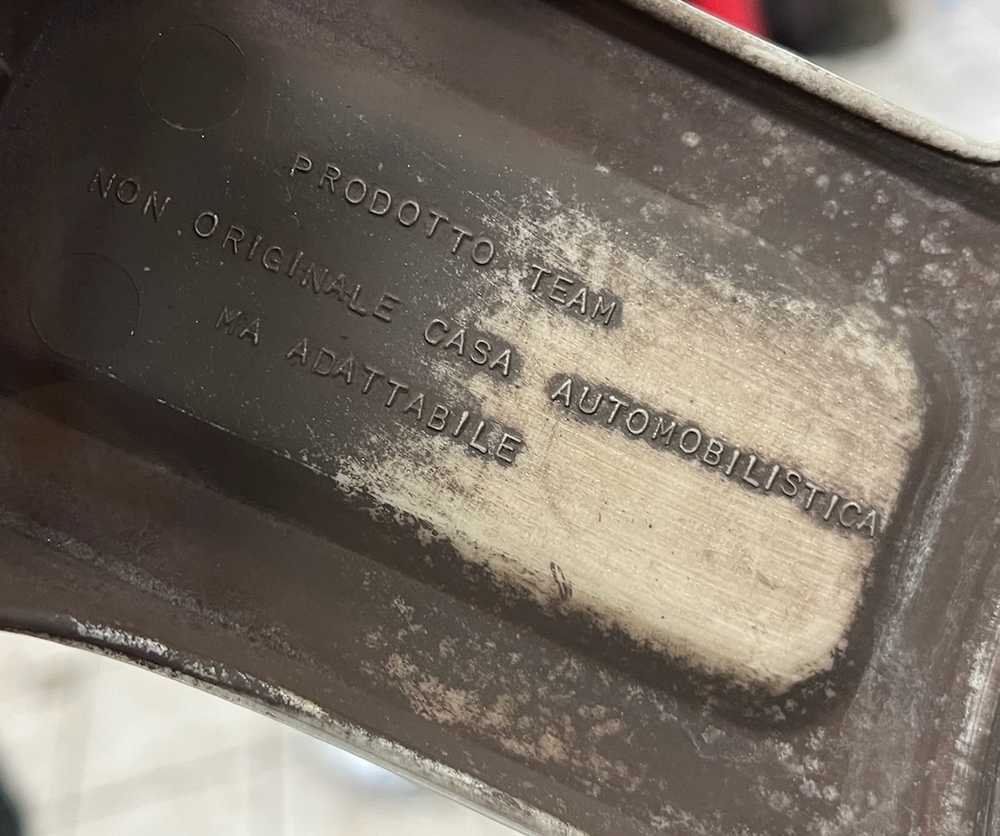 PRODOTTO TEAM
NON ORIGINALE CASA AUTOMOBILISTICA
MA ADATTABILE